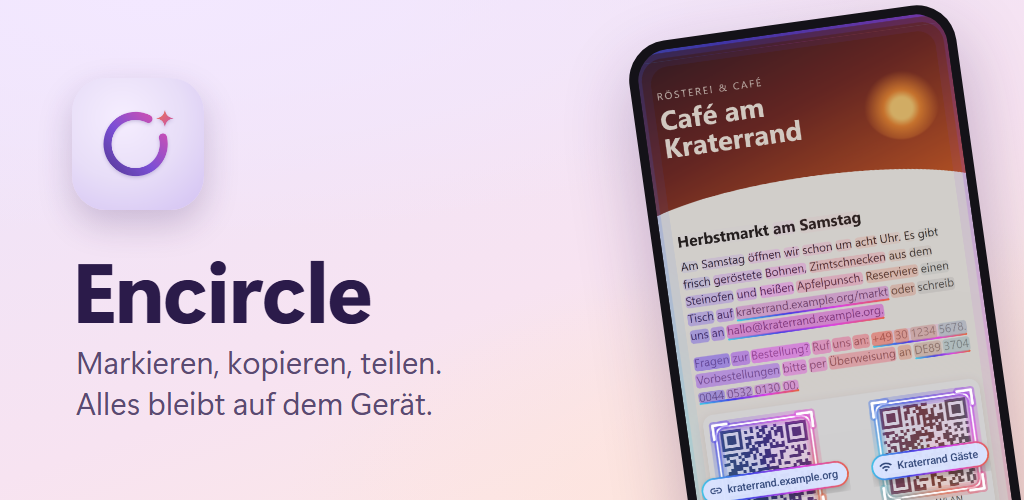 Encircle
Markieren, kopieren, teilen.
Alles bleibt auf dem Gerät.
RÖSTEREI & CAFÉ
Café am
Kraterrand
Herbstmarkt am Samstag
Am Samstag öffnen wir schon um acht Uhr. Es gibt
frisch geröstete Bohnen, Zimtschnecken aus dem
Steinofen und heißen Apfelpunsch. Reserviere einen
Tisch auf kraterrand.example.org/markt oder schreib
uns an hallo@kraterrand.example.org.
Fragen zur Bestellung? Ruf uns an: +49 30 1234 5678.
Vorbestellungen bitte per Überweisung an DE89 3704
0044 0532 0130 00.
kraterrand.example.org
Kraterrand Gäste